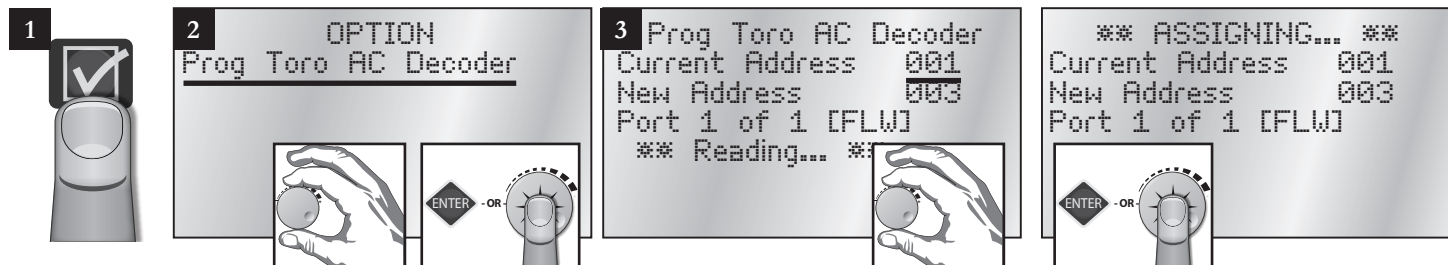 1
2
OPTION
Prog Toro AC Decoder
ENTER
- OR -
3
Prog Toro AC Decoder
Current Address 001
New Address 003
Port 1 of 1 [FLW]
** Reading... **
** ASSIGNING... **
Current Address 001
New Address 003
Port 1 of 1 [FLW]
ENTER
- OR -